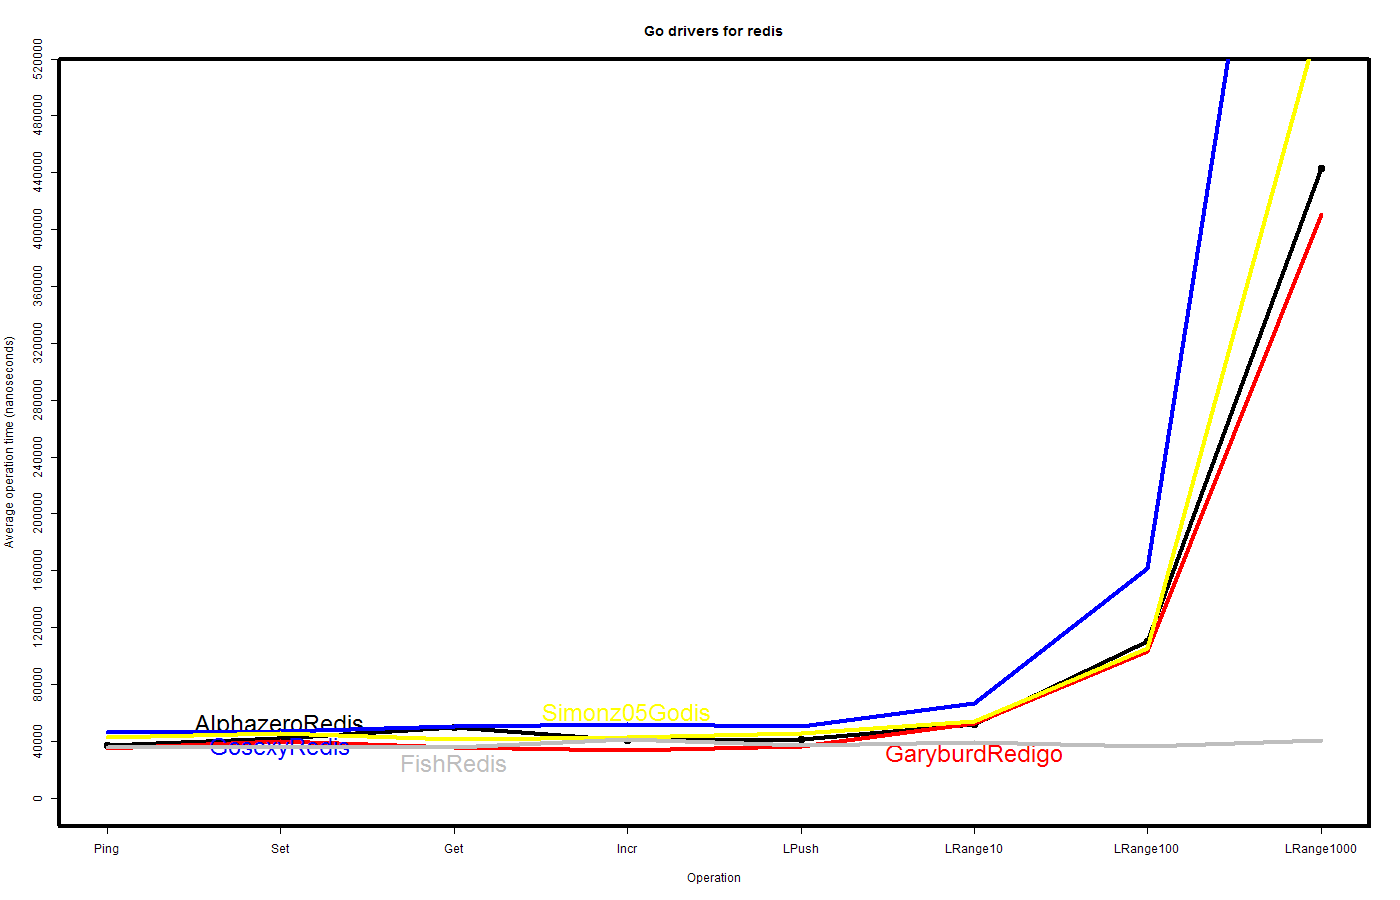 Go drivers for redis
Average operation time (nanoseconds)
520000
480000
440000
400000
360000
320000
280000
240000
200000
160000
120000
80000
40000
0
AlphazeroRedis
GosexyRedis
Simonz05Godis
FishRedis
GaryburdRedigo
Ping
Set
Get
Incr
LPush
LRange10
LRange100
LRange1000
Operation